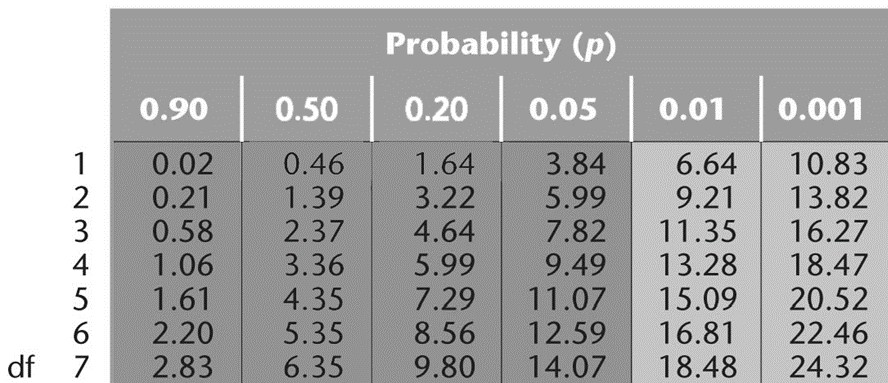 Probability (p)
0.90 0.50 0.20 0.05 0.01 0.001
1 0.02 0.46 1.64 3.84 6.64 10.83
2 0.21 1.39 3.22 5.99 9.21 13.82
3 0.58 2.37 4.64 7.82 11.35 16.27
4 1.06 3.36 5.99 9.49 13.28 18.47
5 1.61 4.35 7.29 11.07 15.09 20.52
6 2.20 5.35 8.56 12.59 16.81 22.46
df 7 2.83 6.35 9.80 14.07 18.48 24.32